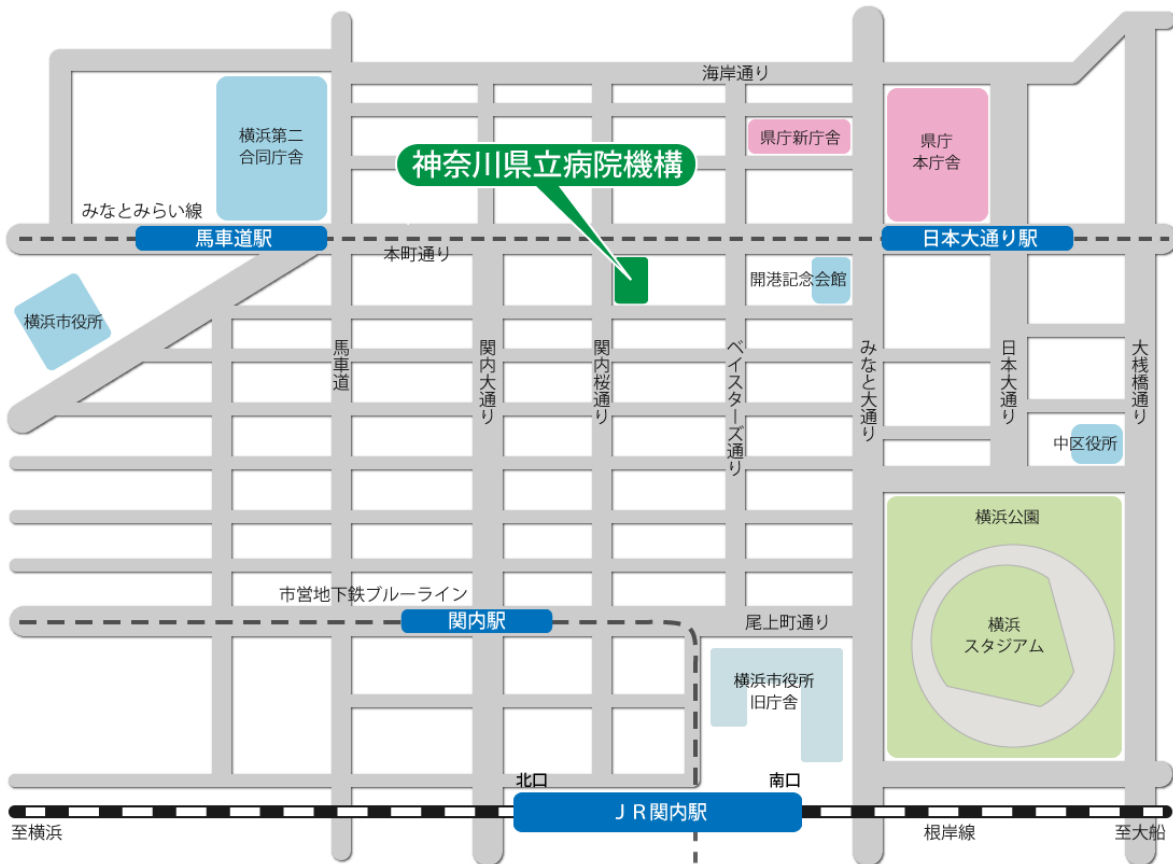 海岸通り
横浜第二
合同庁舎
県庁新庁舎
県庁
本庁舎
神奈川県立病院機構
みなとみらい線
馬車道駅
日本大通り駅
本町通り
開港記念会館
横浜市役所
馬車道
関内大通り
関内桜通り
ベイスターズ通り
みなと大通り
日本大通り
大桟橋通り
中区役所
横浜公園
市営地下鉄ブルーライン
関内駅
尾上町通り
横浜
スタジアム
横浜市役所
旧庁舎
北口
南口
ＪＲ関内駅
至横浜
根岸線
至大船